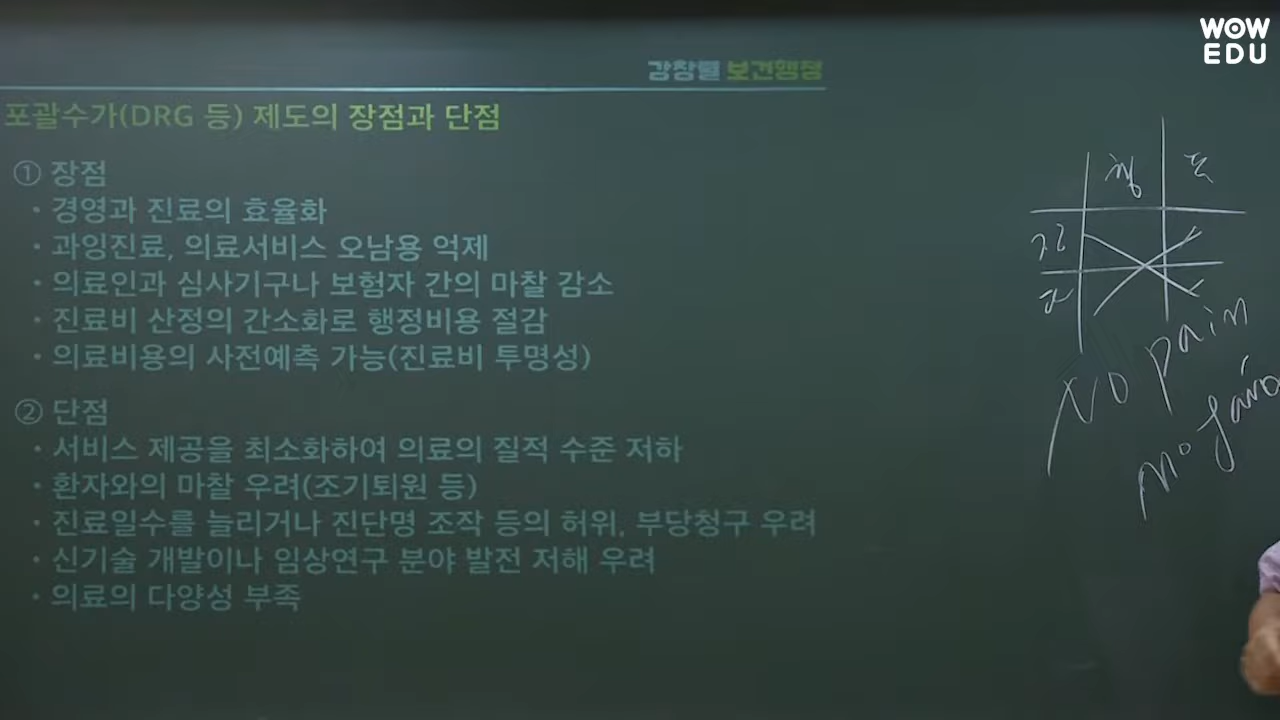 WOW
EDU
강창렬 보건행정
포괄수가(DRG 등) 제도의 장점과 단점
① 장점
· 경영과 진료의 효율화
· 과잉진료, 의료서비스 오남용 억제
· 의료인과 심사기구나 보험자 간의 마찰 감소
· 진료비 산정의 간소화로 행정비용 절감
· 의료비용의 사전예측 가능(진료비 투명성)
② 단점
· 서비스 제공을 최소화하여 의료의 질적 수준 저하
· 환자와의 마찰 우려(조기퇴원 등)
· 진료일수를 늘리거나 진단명 조작 등의 허위, 부당청구 우려
· 신기술 개발이나 임상연구 분야 발전 저해 우려
· 의료의 다양성 부족
No pain
no gain